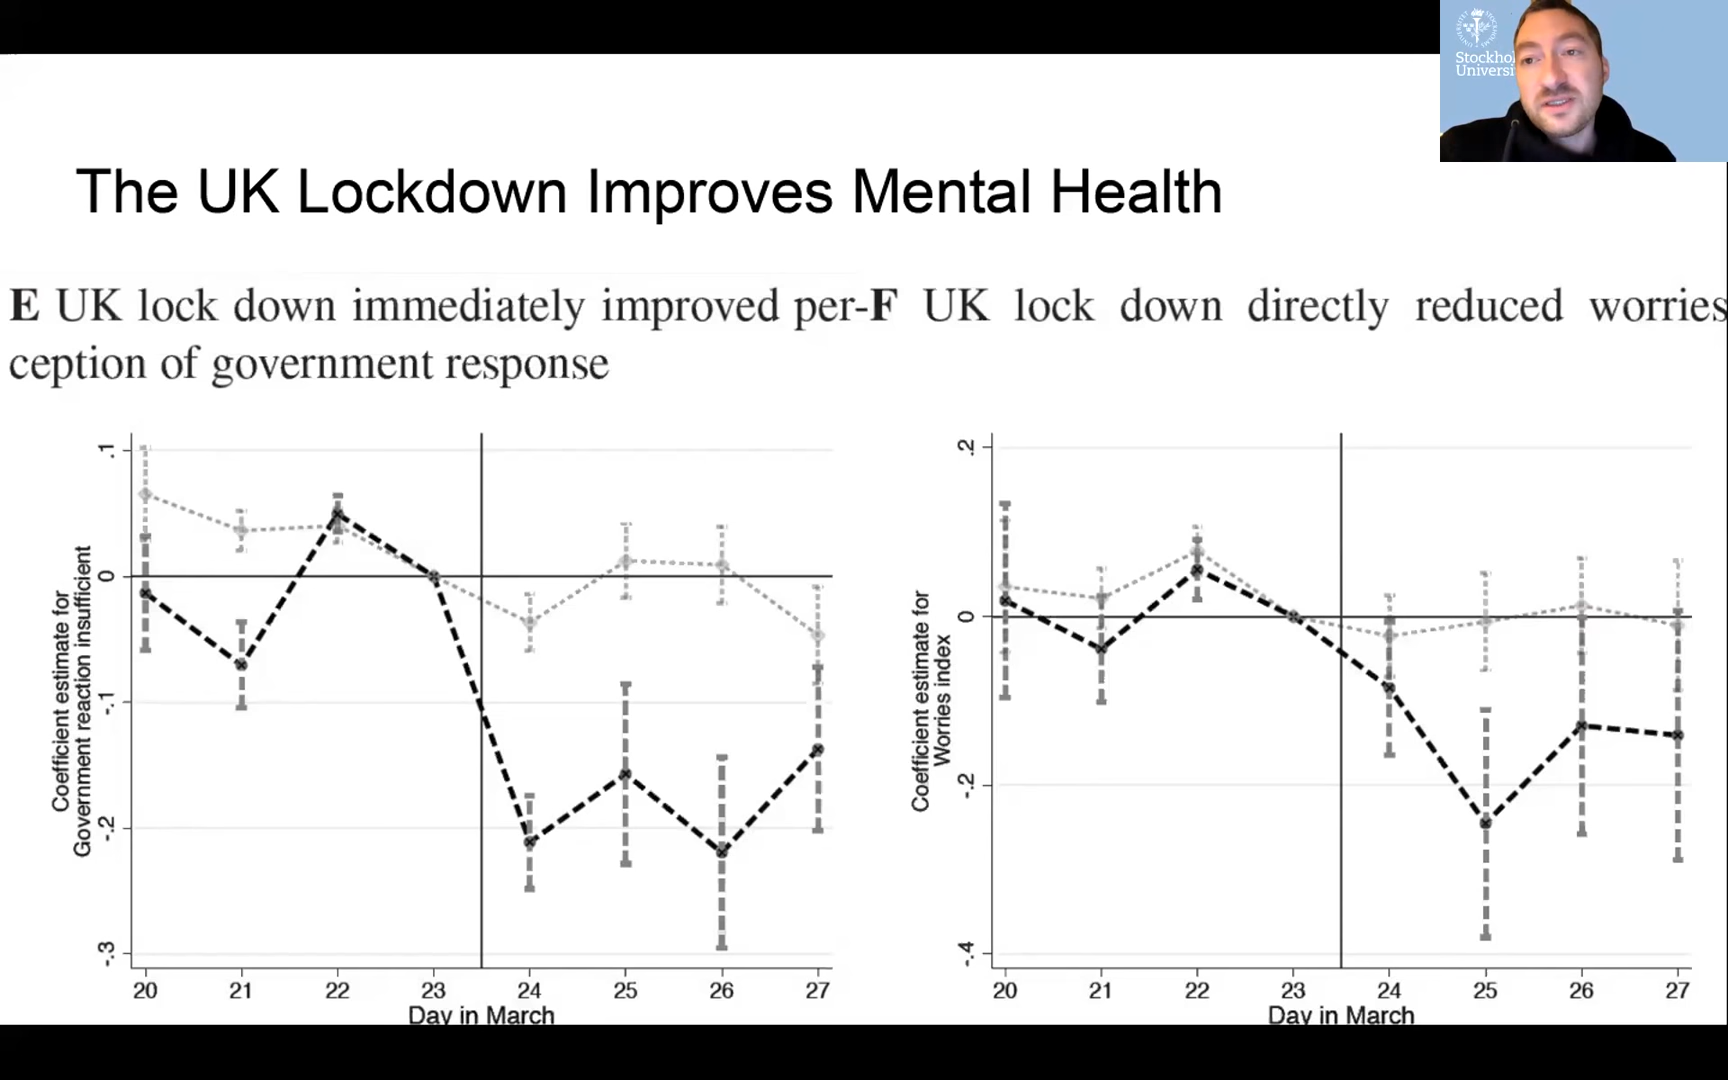 Stockhol
Universi
The UK Lockdown Improves Mental Health
E UK lock down immediately improved per-
ception of government response
F UK lock down directly reduced worries
Coefficient estimate for
Government reaction insufficient
.1
0
-.1
-.2
-.3
20 21 22 23 24 25 26 27
Day in March
Coefficient estimate for
Worries index
.2
0
-.2
-.4
20 21 22 23 24 25 26 27
Day in March